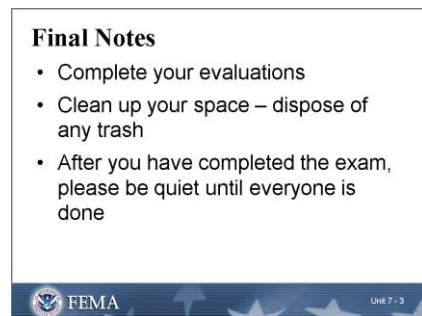 Final Notes
• Complete your evaluations
• Clean up your space – dispose of
any trash
• After you have completed the exam,
please be quiet until everyone is
done
FEMA
Unit 7 - 3